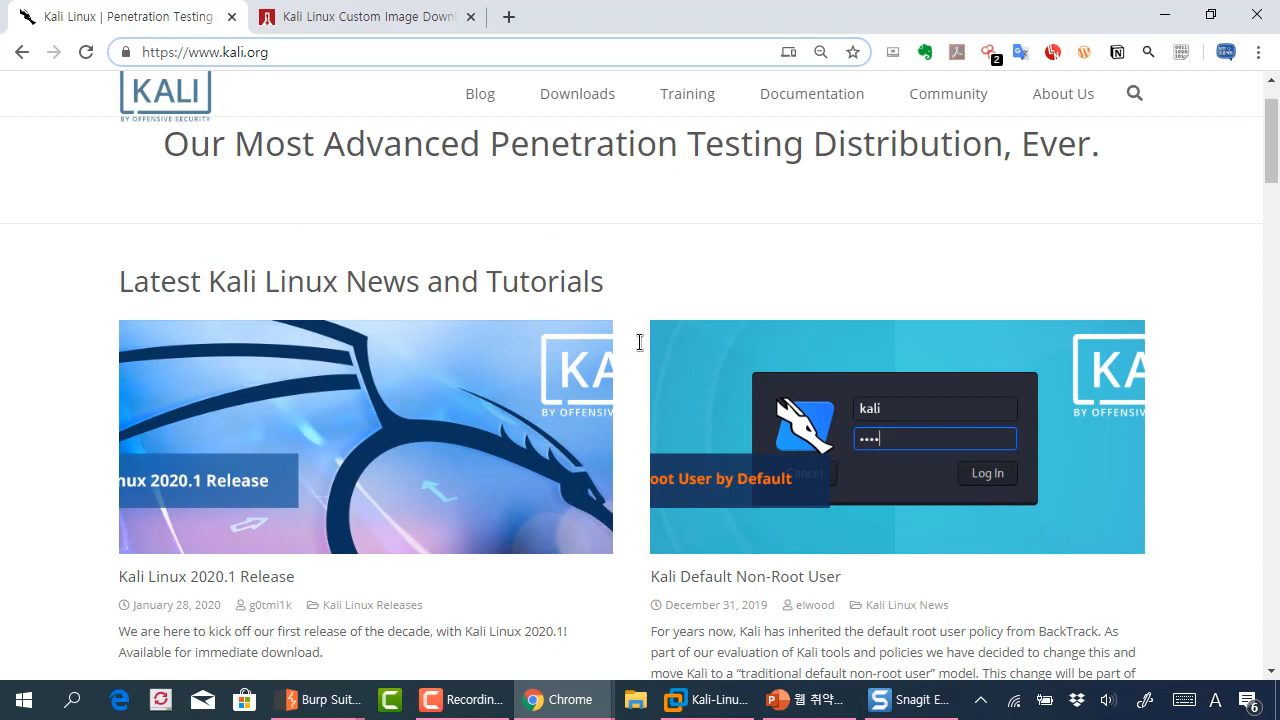 Kali Linux | Penetration Testing
Kali Linux Custom Image Downl
https://www.kali.org
2
KALI
BY OFFENSIVE SECURITY
Blog
Downloads
Training
Documentation
Community
About Us
Our Most Advanced Penetration Testing Distribution, Ever.
Latest Kali Linux News and Tutorials
KA
BY OFFENSIV
nux 2020.1 Release
KA
BY OFFENSIV
kali
••••
Cancel
Log In
oot User by Default
Kali Linux 2020.1 Release
January 28, 2020 g0tmi1k Kali Linux Releases
We are here to kick off our first release of the decade, with Kali Linux 2020.1!
Available for immediate download.
Kali Default Non-Root User
December 31, 2019 elwood Kali Linux News
For years now, Kali has inherited the default root user policy from BackTrack. As
part of our evaluation of Kali tools and policies we have decided to change this and
move Kali to a “traditional default non-root user” model. This change will be part of
Burp Suit...
Recordin...
Chrome
Kali-Linu...
웹 취약...
Snagit E...
A
6